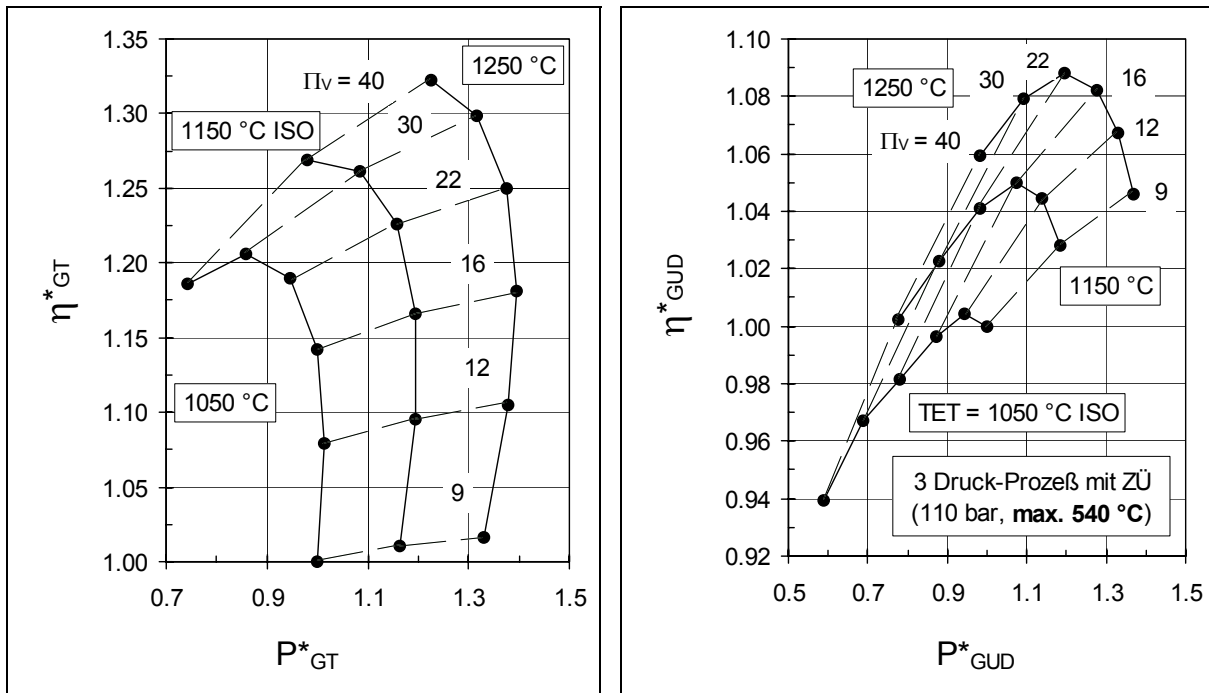 1.35
1.30
1.25
1.20
1.15
1.10
1.05
1.00
η*GT
0.7 0.9 1.1 1.3 1.5
P*GT
1250 °C
ΠV = 40
1150 °C ISO
30
22
16
1050 °C
12
9
1.10
1.08
1.06
1.04
1.02
1.00
0.98
0.96
0.94
0.92
η*GUD
0.5 0.7 0.9 1.1 1.3 1.5
P*GUD
22
1250 °C
30
16
ΠV = 40
12
9
1150 °C
TET = 1050 °C ISO
3 Druck-Prozeß mit ZÜ
(110 bar, max. 540 °C)